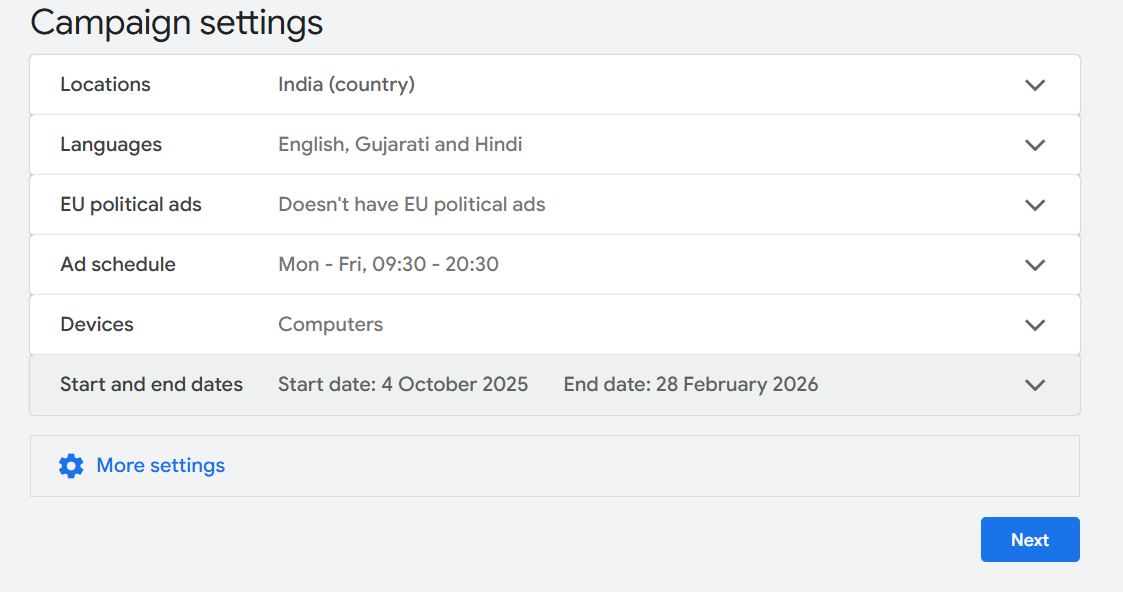 Campaign settings
Locations India (country)
Languages English, Gujarati and Hindi
EU political ads Doesn't have EU political ads
Ad schedule Mon - Fri, 09:30 - 20:30
Devices Computers
Start and end dates Start date: 4 October 2025 End date: 28 February 2026
More settings
Next